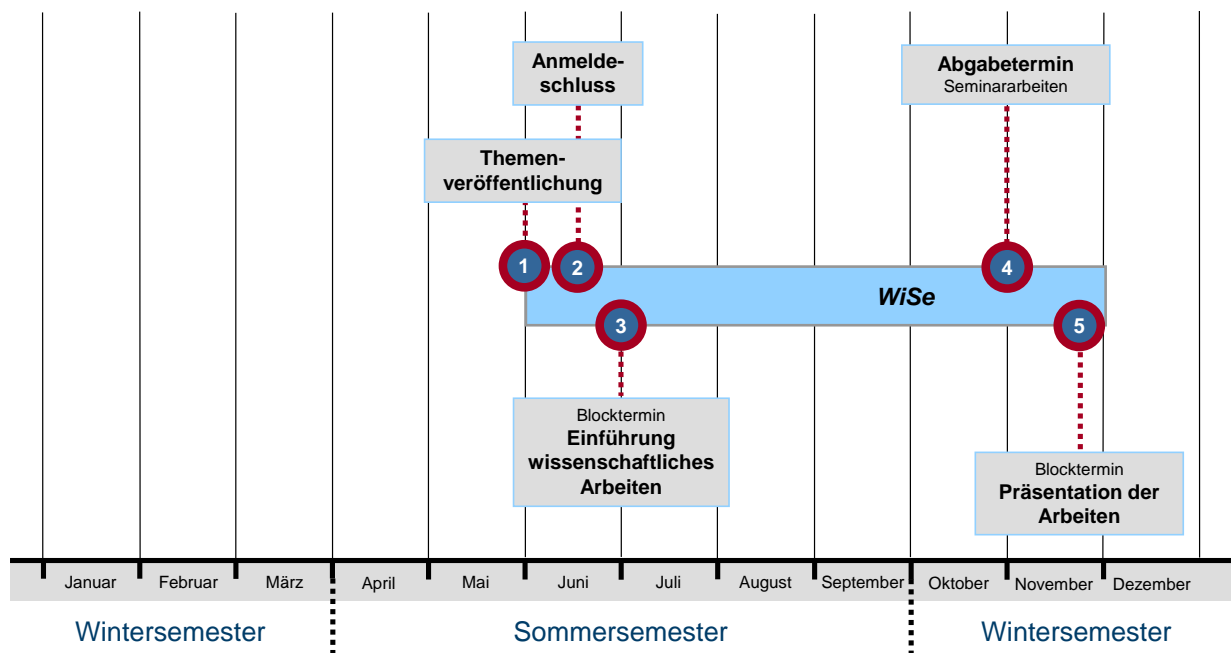 Anmelde-
schluss
Abgabetermin
Seminararbeiten
Themen-
veröffentlichung
1
2
4
WiSe
3
5
Blocktermin
Einführung
wissenschaftliches
Arbeiten
Blocktermin
Präsentation der
Arbeiten
Januar Februar März April Mai Juni Juli August September Oktober November Dezember
Wintersemester Sommersemester Wintersemester